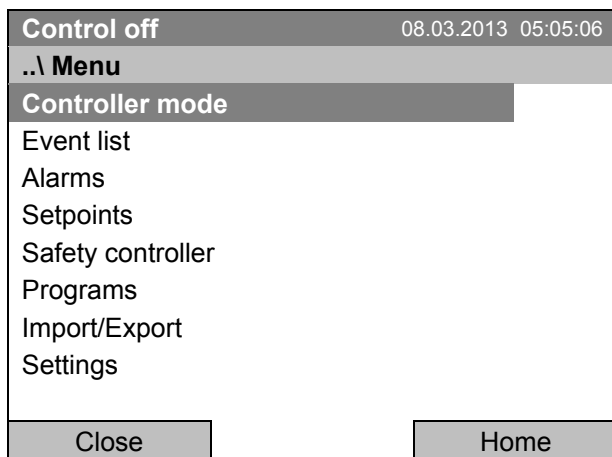 Control off 08.03.2013 05:05:06
..\ Menu
Controller mode
Event list
Alarms
Setpoints
Safety controller
Programs
Import/Export
Settings
Close Home